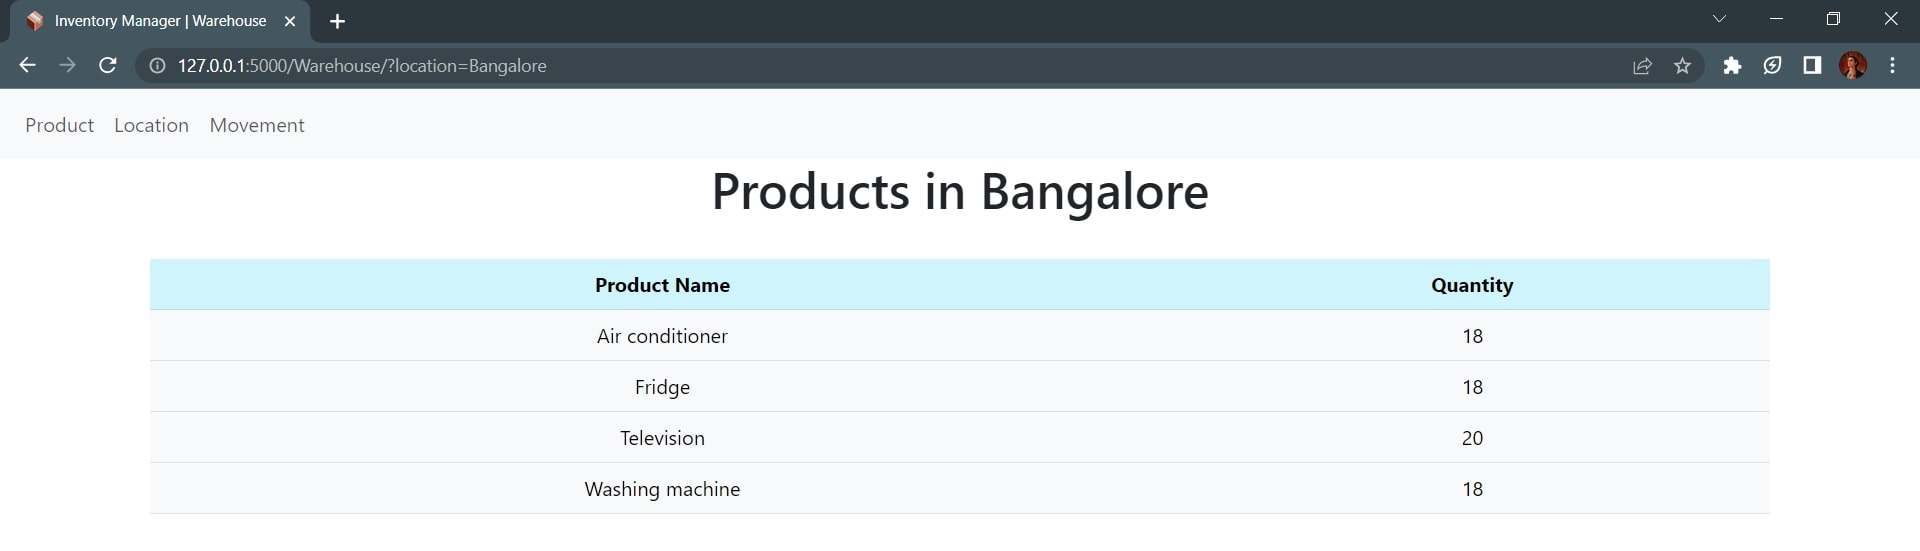 Inventory Manager | Warehouse
127.0.0.1:5000/Warehouse/?location=Bangalore
Product Location Movement
Products in Bangalore
Product Name Quantity
Air conditioner 18
Fridge 18
Television 20
Washing machine 18